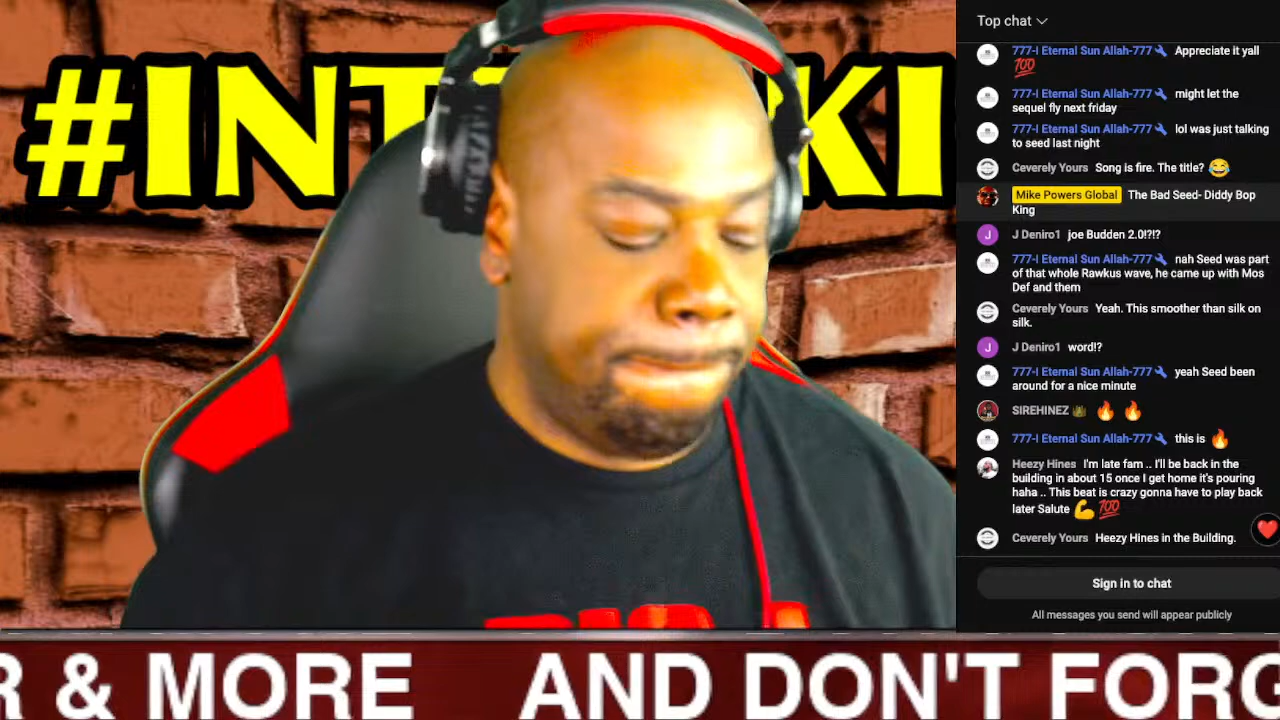 #INT
KI
Top chat
777-I Eternal Sun Allah-777 Appreciate it yall
💯
777-I Eternal Sun Allah-777 might let the
sequel fly next friday
777-I Eternal Sun Allah-777 lol was just talking
to seed last night
Ceverely Yours Song is fire. The title? 😂
Mike Powers Global The Bad Seed- Diddy Bop
King
J J Deniro1 joe Budden 2.0!?!?
777-I Eternal Sun Allah-777 nah Seed was part
of that whole Rawkus wave, he came up with Mos
Def and them
Ceverely Yours Yeah. This smoother than silk on
silk.
J J Deniro1 word!?
777-I Eternal Sun Allah-777 yeah Seed been
around for a nice minute
SIREHINEZ 🔥 🔥
777-I Eternal Sun Allah-777 this is 🔥
Heezy Hines I'm late fam .. I'll be back in the
building in about 15 once I get home it's pouring
haha .. This beat is crazy gonna have to play back
later Salute 💪 💯
Ceverely Yours Heezy Hines in the Building.
Sign in to chat
All messages you send will appear publicly
R & MORE AND DON'T FORG